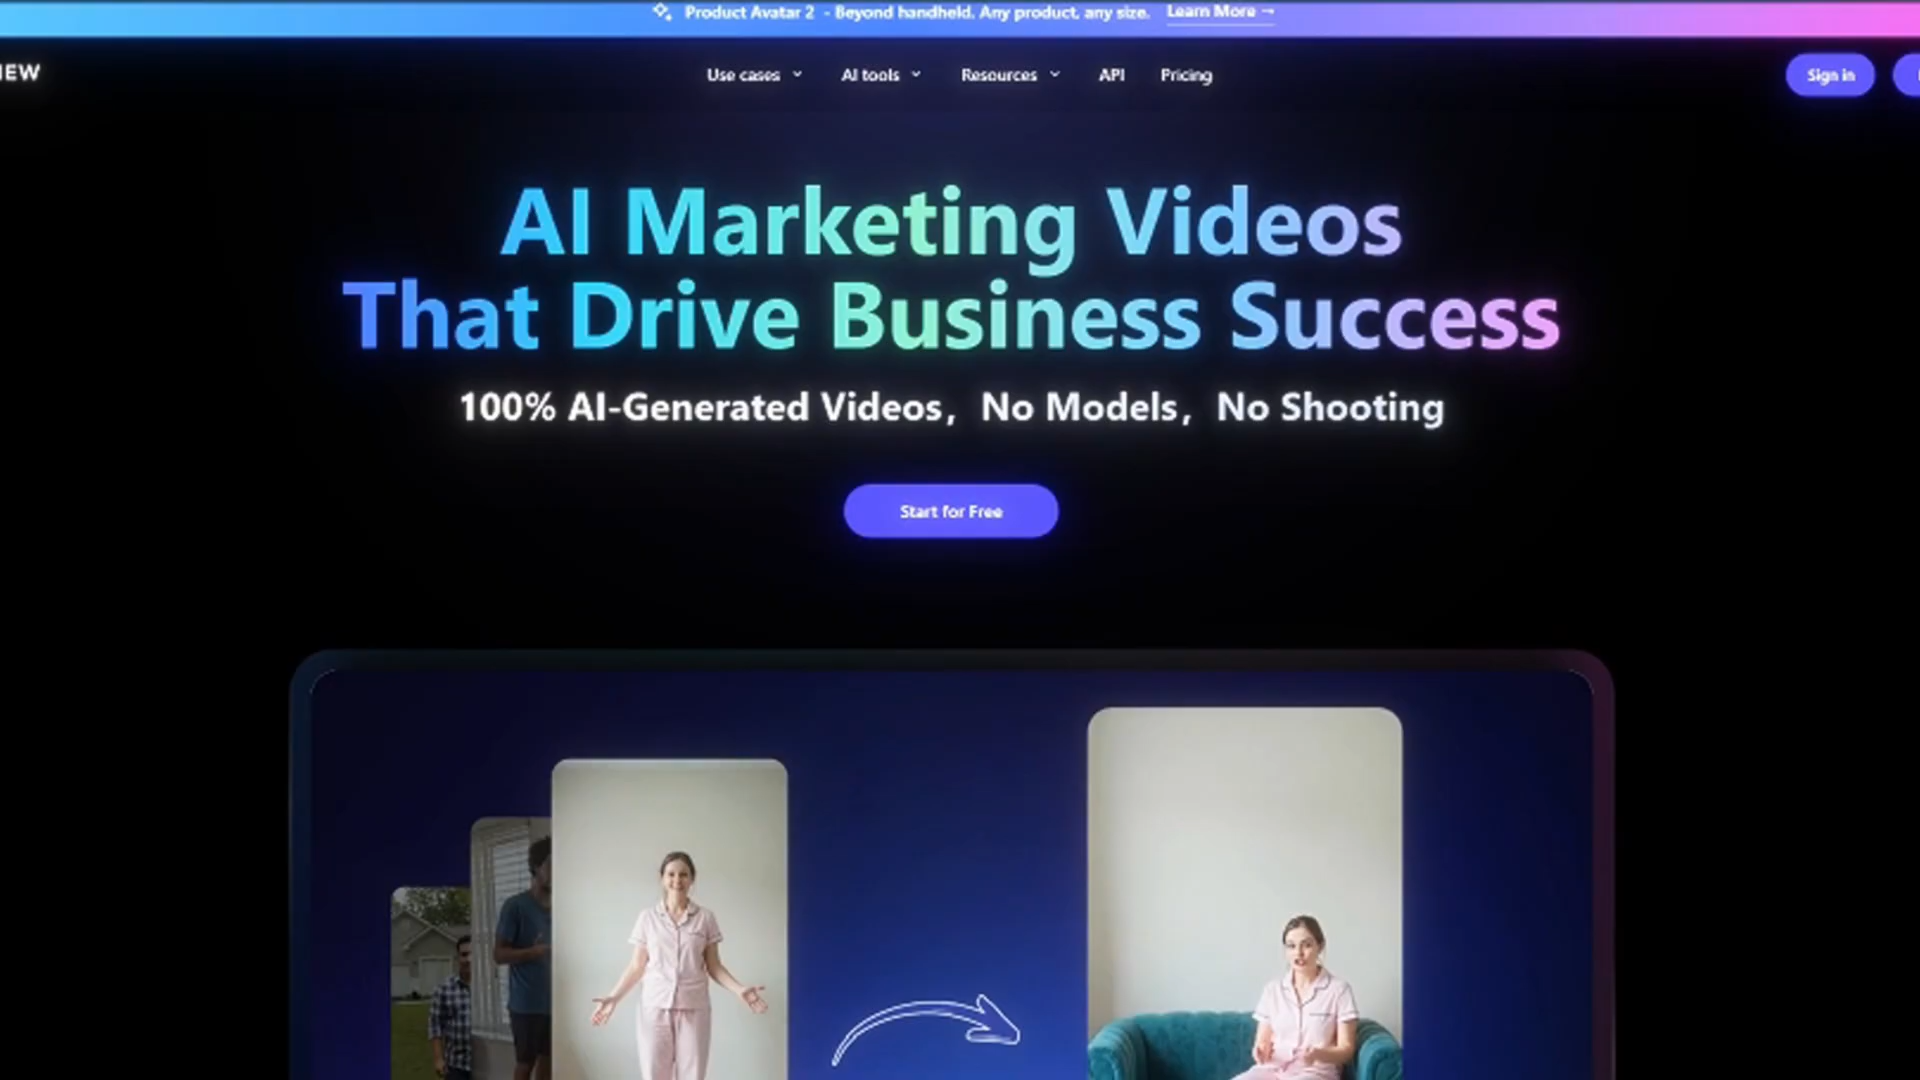 Product Avatar 2 - Beyond handheld. Any product, any size. Learn More →
Use cases AI tools Resources API Pricing
Sign in
AI Marketing Videos
That Drive Business Success
100% AI-Generated Videos, No Models, No Shooting
Start for Free